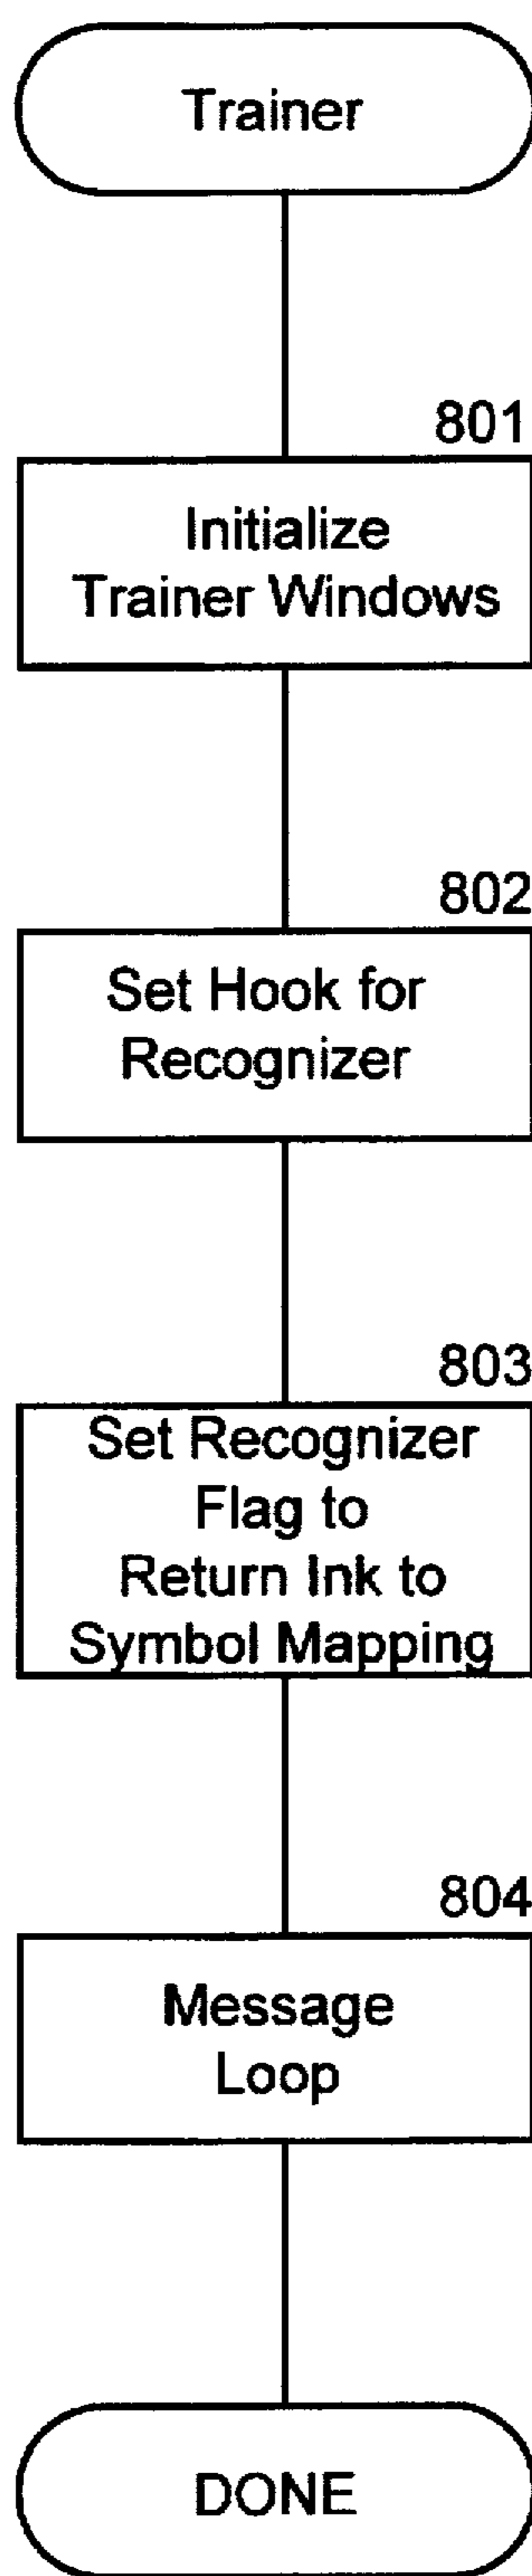 Trainer
801
Initialize
Trainer Windows
802
Set Hook for
Recognizer
803
Set Recognizer
Flag to
Return Ink to
Symbol Mapping
804
Message
Loop
DONE